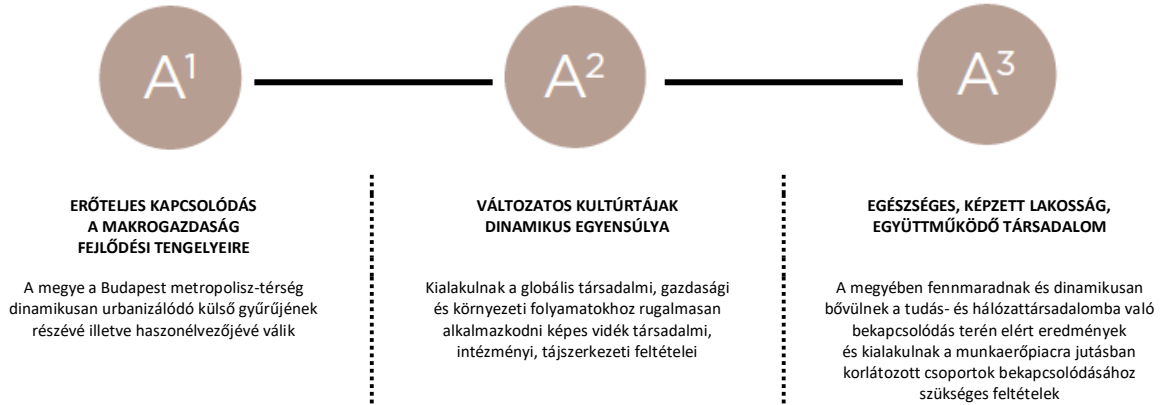 A¹
ERŐTELJES KAPCSOLÓDÁS
A MAKROGAZDASÁG
FEJLŐDÉSI TENGELYEIRE
A megye a Budapest metropolisz-térség
dinamikusan urbanizálódó külső gyűrűjének
részévé illetve haszonélvezőjévé válik
A²
VÁLTOZATOS KULTÚRTÁJAK
DINAMIKUS EGYENSÚLYA
Kialakulnak a globális társadalmi, gazdasági
és környezeti folyamatokhoz rugalmasan
alkalmazkodni képes vidék társadalmi,
intézményi, tájszerkezeti feltételei
A³
EGÉSZSÉGES, KÉPZETT LAKOSSÁG,
EGYÜTTMŰKÖDŐ TÁRSADALOM
A megyében fennmaradnak és dinamikusan
bővülnek a tudás- és hálózattársadalomba való
bekapcsolódás terén elért eredmények
és kialakulnak a munkaerőpiacra jutásban
korlátozott csoportok bekapcsolódásához
szükséges feltételek